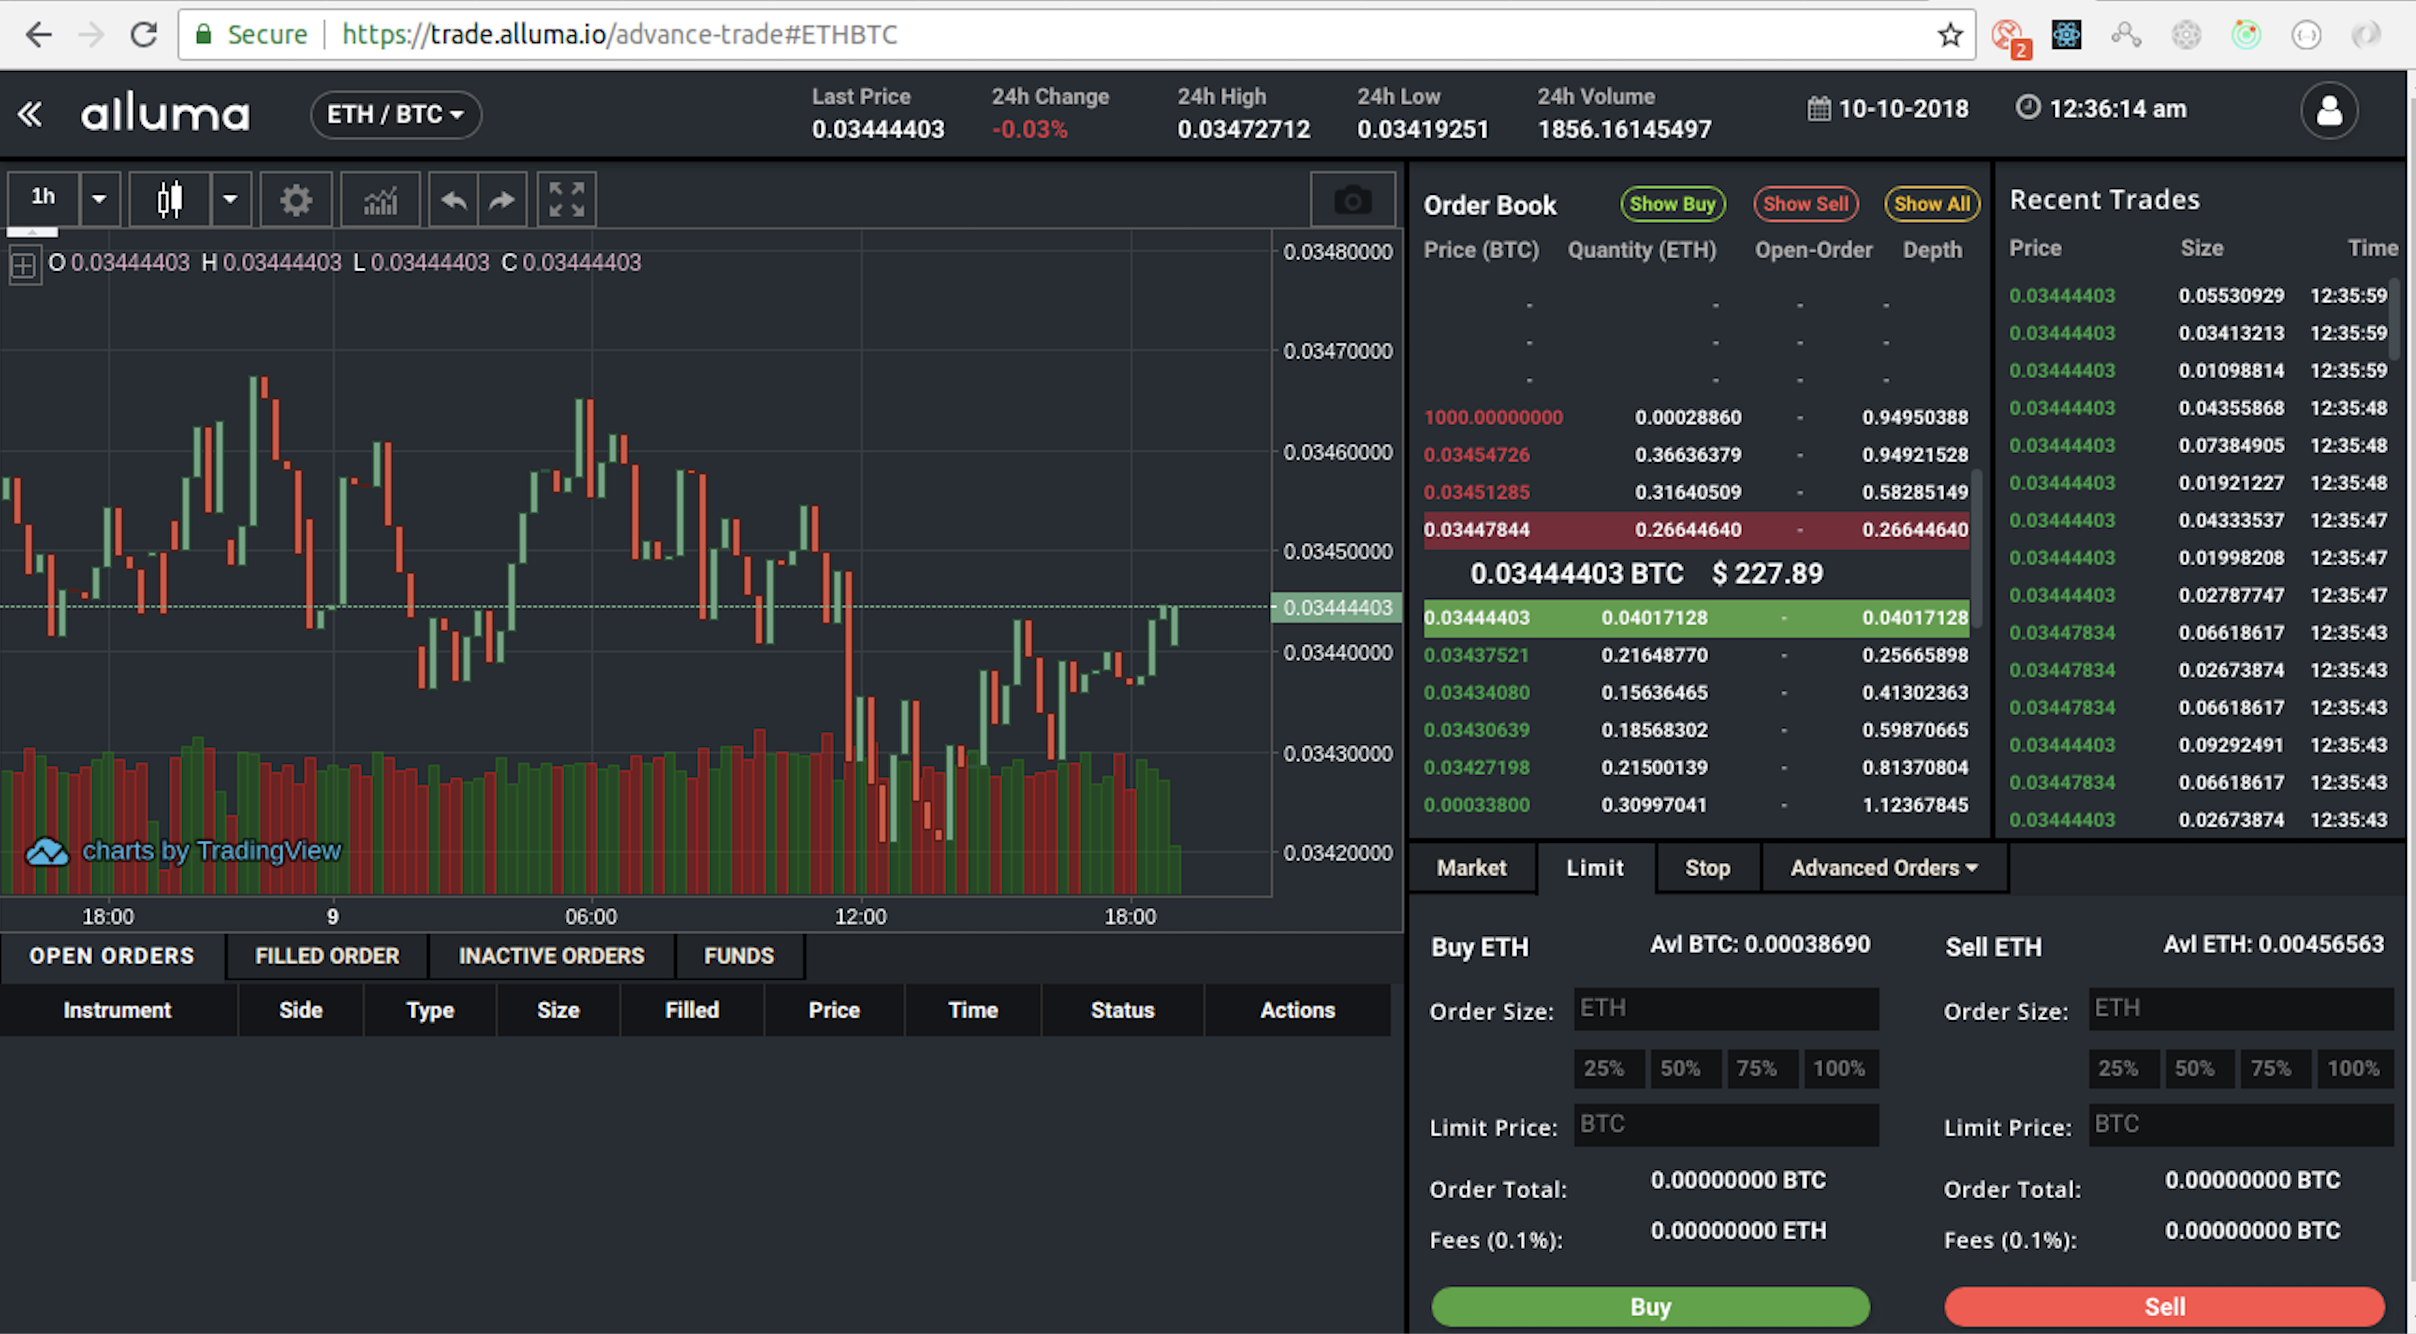 Secure https://trade.alluma.io/advance-trade#ETHBTC
2
alluma
ETH / BTC
Last Price 24h Change 24h High 24h Low 24h Volume
0.03444403 -0.03% 0.03472712 0.03419251 1856.16145497
10-10-2018 12:36:14 am
1h
O 0.03444403 H 0.03444403 L 0.03444403 C 0.03444403
0.03480000
0.03470000
0.03460000
0.03450000
0.03444403
0.03440000
0.03430000
0.03420000
charts by TradingView
18:00 9 06:00 12:00 18:00
OPEN ORDERS FILLED ORDER INACTIVE ORDERS FUNDS
Instrument Side Type Size Filled Price Time Status Actions
Order Book Show Buy Show Sell Show All
Price (BTC) Quantity (ETH) Open-Order Depth
- - - -
- - - -
- - - -
1000.00000000 0.00028860 - 0.94950388
0.03454726 0.36636379 - 0.94921528
0.03451285 0.31640509 - 0.58285149
0.03447844 0.26644640 - 0.26644640
0.03444403 BTC $ 227.89
0.03444403 0.04017128 - 0.04017128
0.03437521 0.21648770 - 0.25665898
0.03434080 0.15636465 - 0.41302363
0.03430639 0.18568302 - 0.59870665
0.03427198 0.21500139 - 0.81370804
0.00033800 0.30997041 - 1.12367845
Recent Trades
Price Size Time
0.03444403 0.05530929 12:35:59
0.03444403 0.03413213 12:35:59
0.03444403 0.01098814 12:35:59
0.03444403 0.04355868 12:35:48
0.03444403 0.07384905 12:35:48
0.03444403 0.01921227 12:35:48
0.03444403 0.04333537 12:35:47
0.03444403 0.01998208 12:35:47
0.03444403 0.02787747 12:35:47
0.03447834 0.06618617 12:35:43
0.03447834 0.02673874 12:35:43
0.03447834 0.06618617 12:35:43
0.03444403 0.09292491 12:35:43
0.03447834 0.06618617 12:35:43
0.03444403 0.02673874 12:35:43
Market Limit Stop Advanced Orders
Buy ETH Avl BTC: 0.00038690
Order Size: ETH
25% 50% 75% 100%
Limit Price: BTC
Order Total: 0.00000000 BTC
Fees (0.1%): 0.00000000 ETH
Buy
Sell ETH Avl ETH: 0.00456563
Order Size: ETH
25% 50% 75% 100%
Limit Price: BTC
Order Total: 0.00000000 BTC
Fees (0.1%): 0.00000000 BTC
Sell